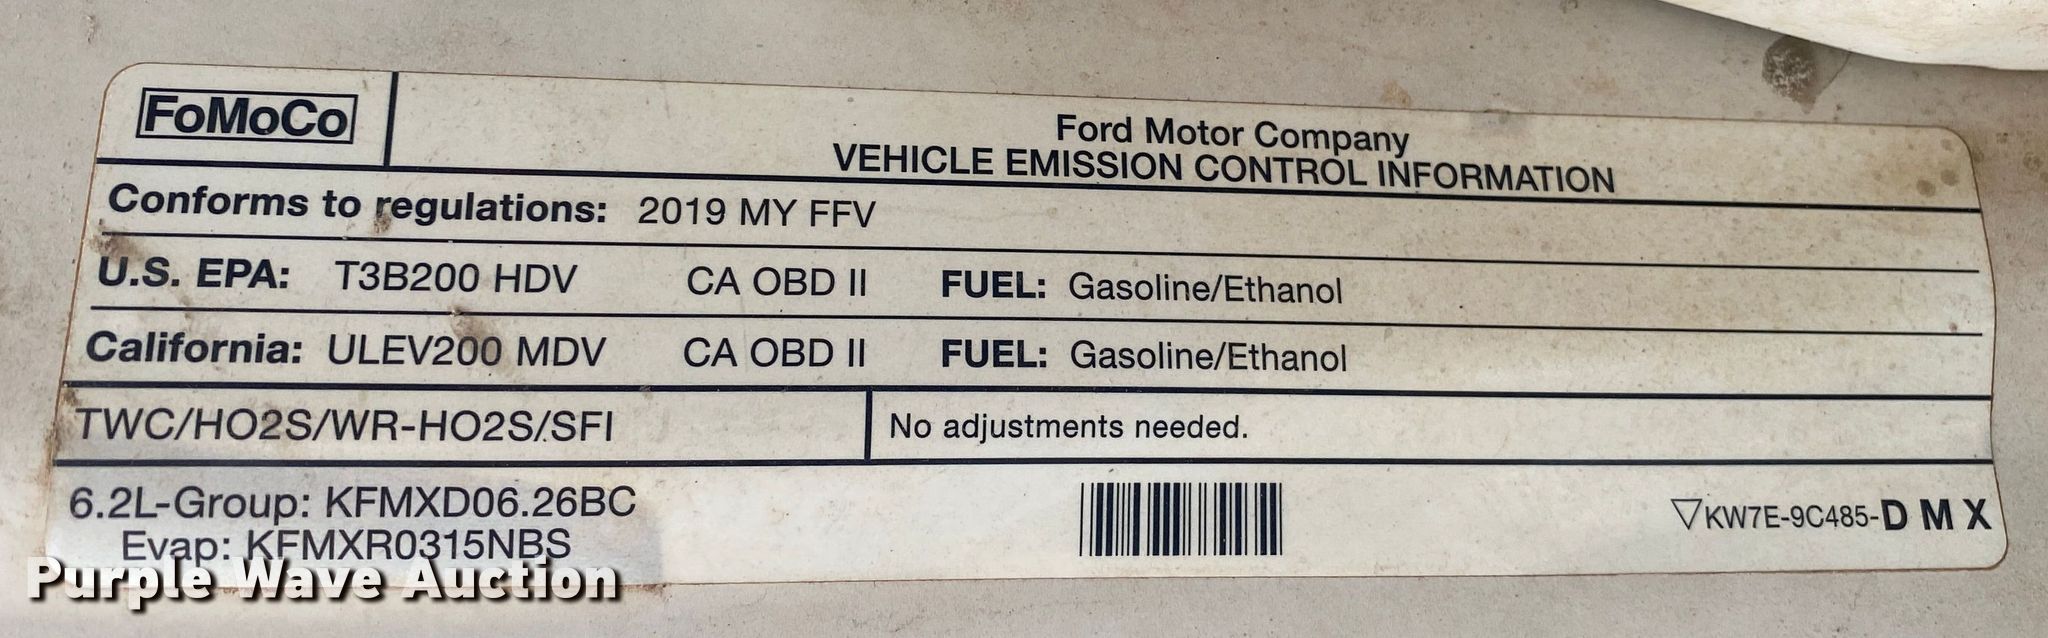 FoMoCo
Ford Motor Company
VEHICLE EMISSION CONTROL INFORMATION
Conforms to regulations: 2019 MY FFV
U.S. EPA: T3B200 HDV CA OBD II FUEL: Gasoline/Ethanol
California: ULEV200 MDV CA OBD II FUEL: Gasoline/Ethanol
TWC/HO2S/WR-HO2S/SFI No adjustments needed.
6.2L-Group: KFMXD06.26BC
Evap: KFMXR0315NBS
▽KW7E-9C485-D M X
Purple Wave Auction